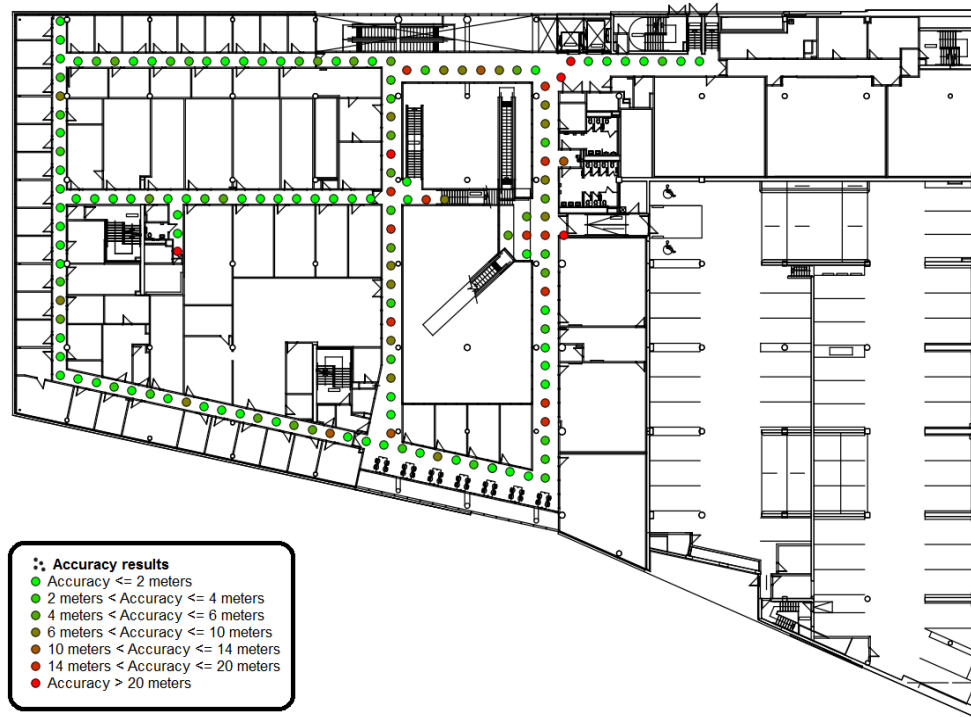 Accuracy results
Accuracy <= 2 meters
2 meters < Accuracy <= 4 meters
4 meters < Accuracy <= 6 meters
6 meters < Accuracy <= 10 meters
10 meters < Accuracy <= 14 meters
14 meters < Accuracy <= 20 meters
Accuracy > 20 meters